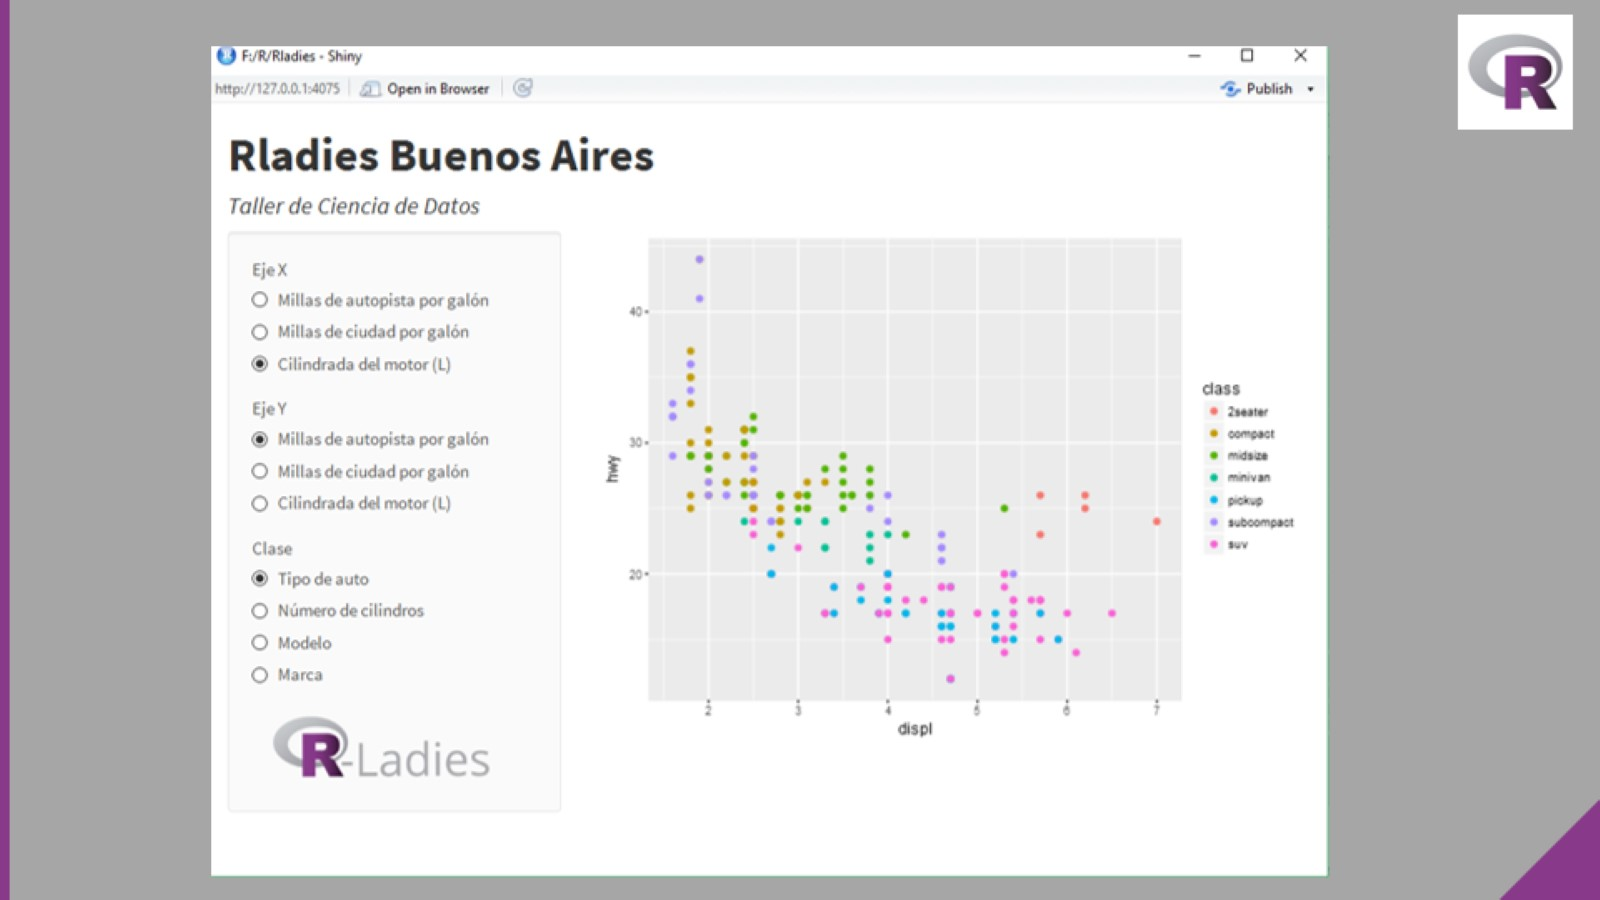 F:/R/Rladies - Shiny
http://127.0.0.1:4075 Open in Browser Publish
R
Rladies Buenos Aires
Taller de Ciencia de Datos
Eje X
Millas de autopista por galón
Millas de ciudad por galón
Cilindrada del motor (L)
Eje Y
Millas de autopista por galón
Millas de ciudad por galón
Cilindrada del motor (L)
Clase
Tipo de auto
Número de cilindros
Modelo
Marca
R-Ladies
hwy
40
30
20
2 3 4 5 6 7
displ
class
2seater
compact
midsize
minivan
pickup
subcompact
suv